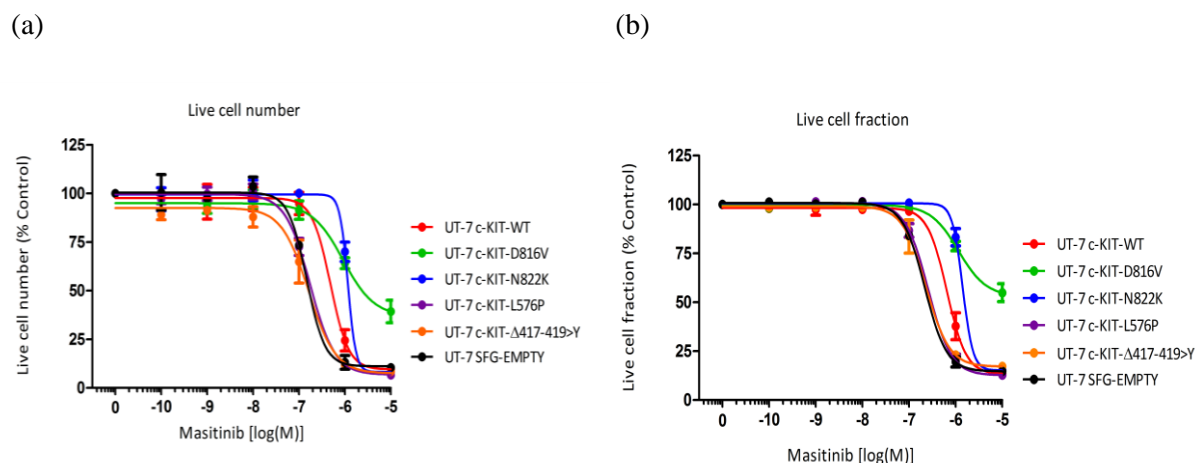 (a)
Live cell number
Live cell number (% Control)
125
100
75
50
25
0
0 -10 -9 -8 -7 -6 -5
Masitinib [log(M)]
UT-7 c-KIT-WT
UT-7 c-KIT-D816V
UT-7 c-KIT-N822K
UT-7 c-KIT-L576P
UT-7 c-KIT-Δ417-419>Y
UT-7 SFG-EMPTY
(b)
Live cell fraction
Live cell fraction (% Control)
125
100
75
50
25
0
0 -10 -9 -8 -7 -6 -5
Masitinib [log(M)]
UT-7 c-KIT-WT
UT-7 c-KIT-D816V
UT-7 c-KIT-N822K
UT-7 c-KIT-L576P
UT-7 c-KIT-Δ417-419>Y
UT-7 SFG-EMPTY